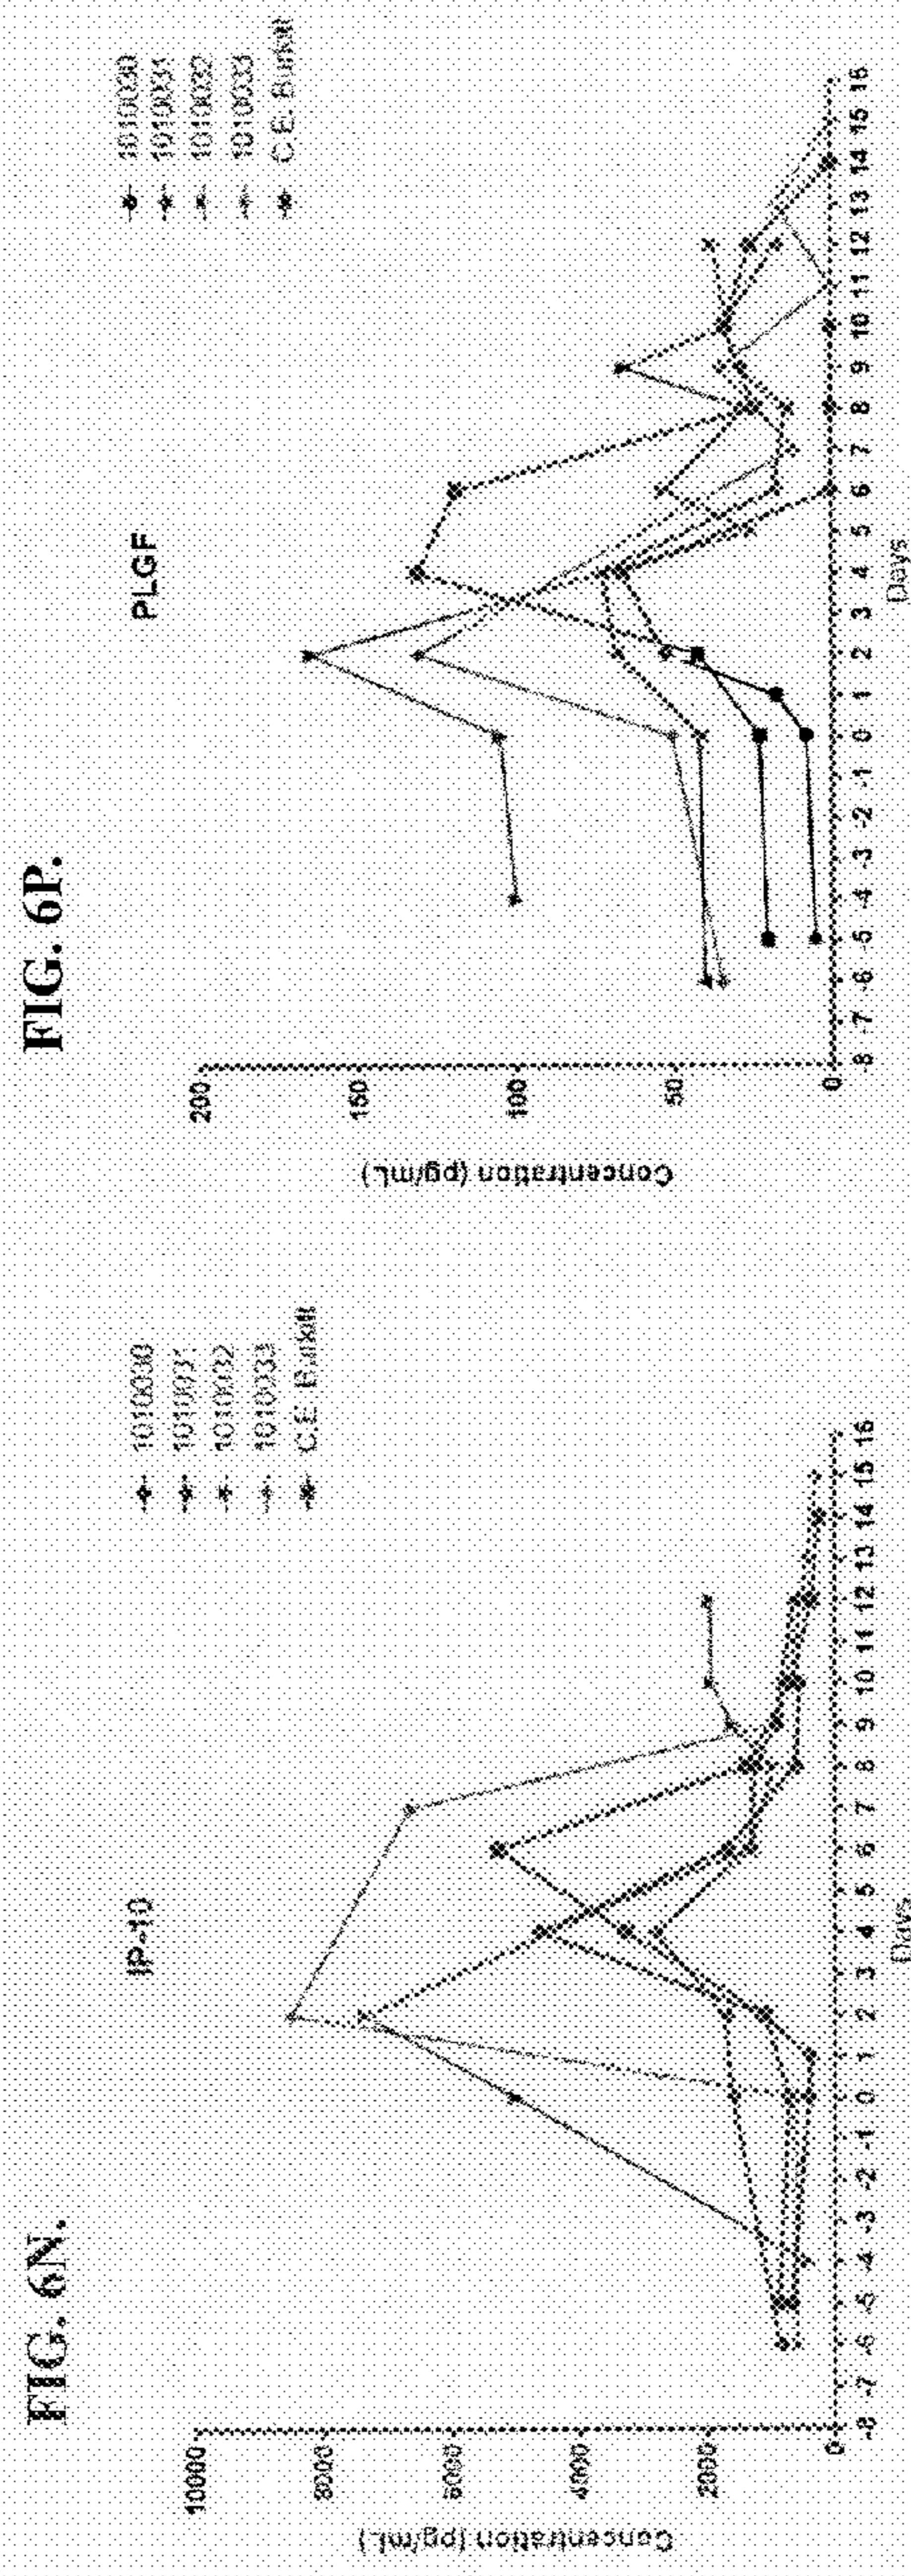 FIG. 6N.
IP-10
1010030
1010031
1010032
1010033
C.E. Burkitt
Concentration (pg/mL)
10000
8000
6000
4000
2000
0
-8 -7 -6 -5 -4 -3 -2 -1 0 1 2 3 4 5 6 7 8 9 10 11 12 13 14 15 16
Days
FIG. 6P.
PLGF
1010030
1010031
1010032
1010033
C.E. Burkitt
Concentration (pg/mL)
200
150
100
50
0
-8 -7 -6 -5 -4 -3 -2 -1 0 1 2 3 4 5 6 7 8 9 10 11 12 13 14 15 16
Days